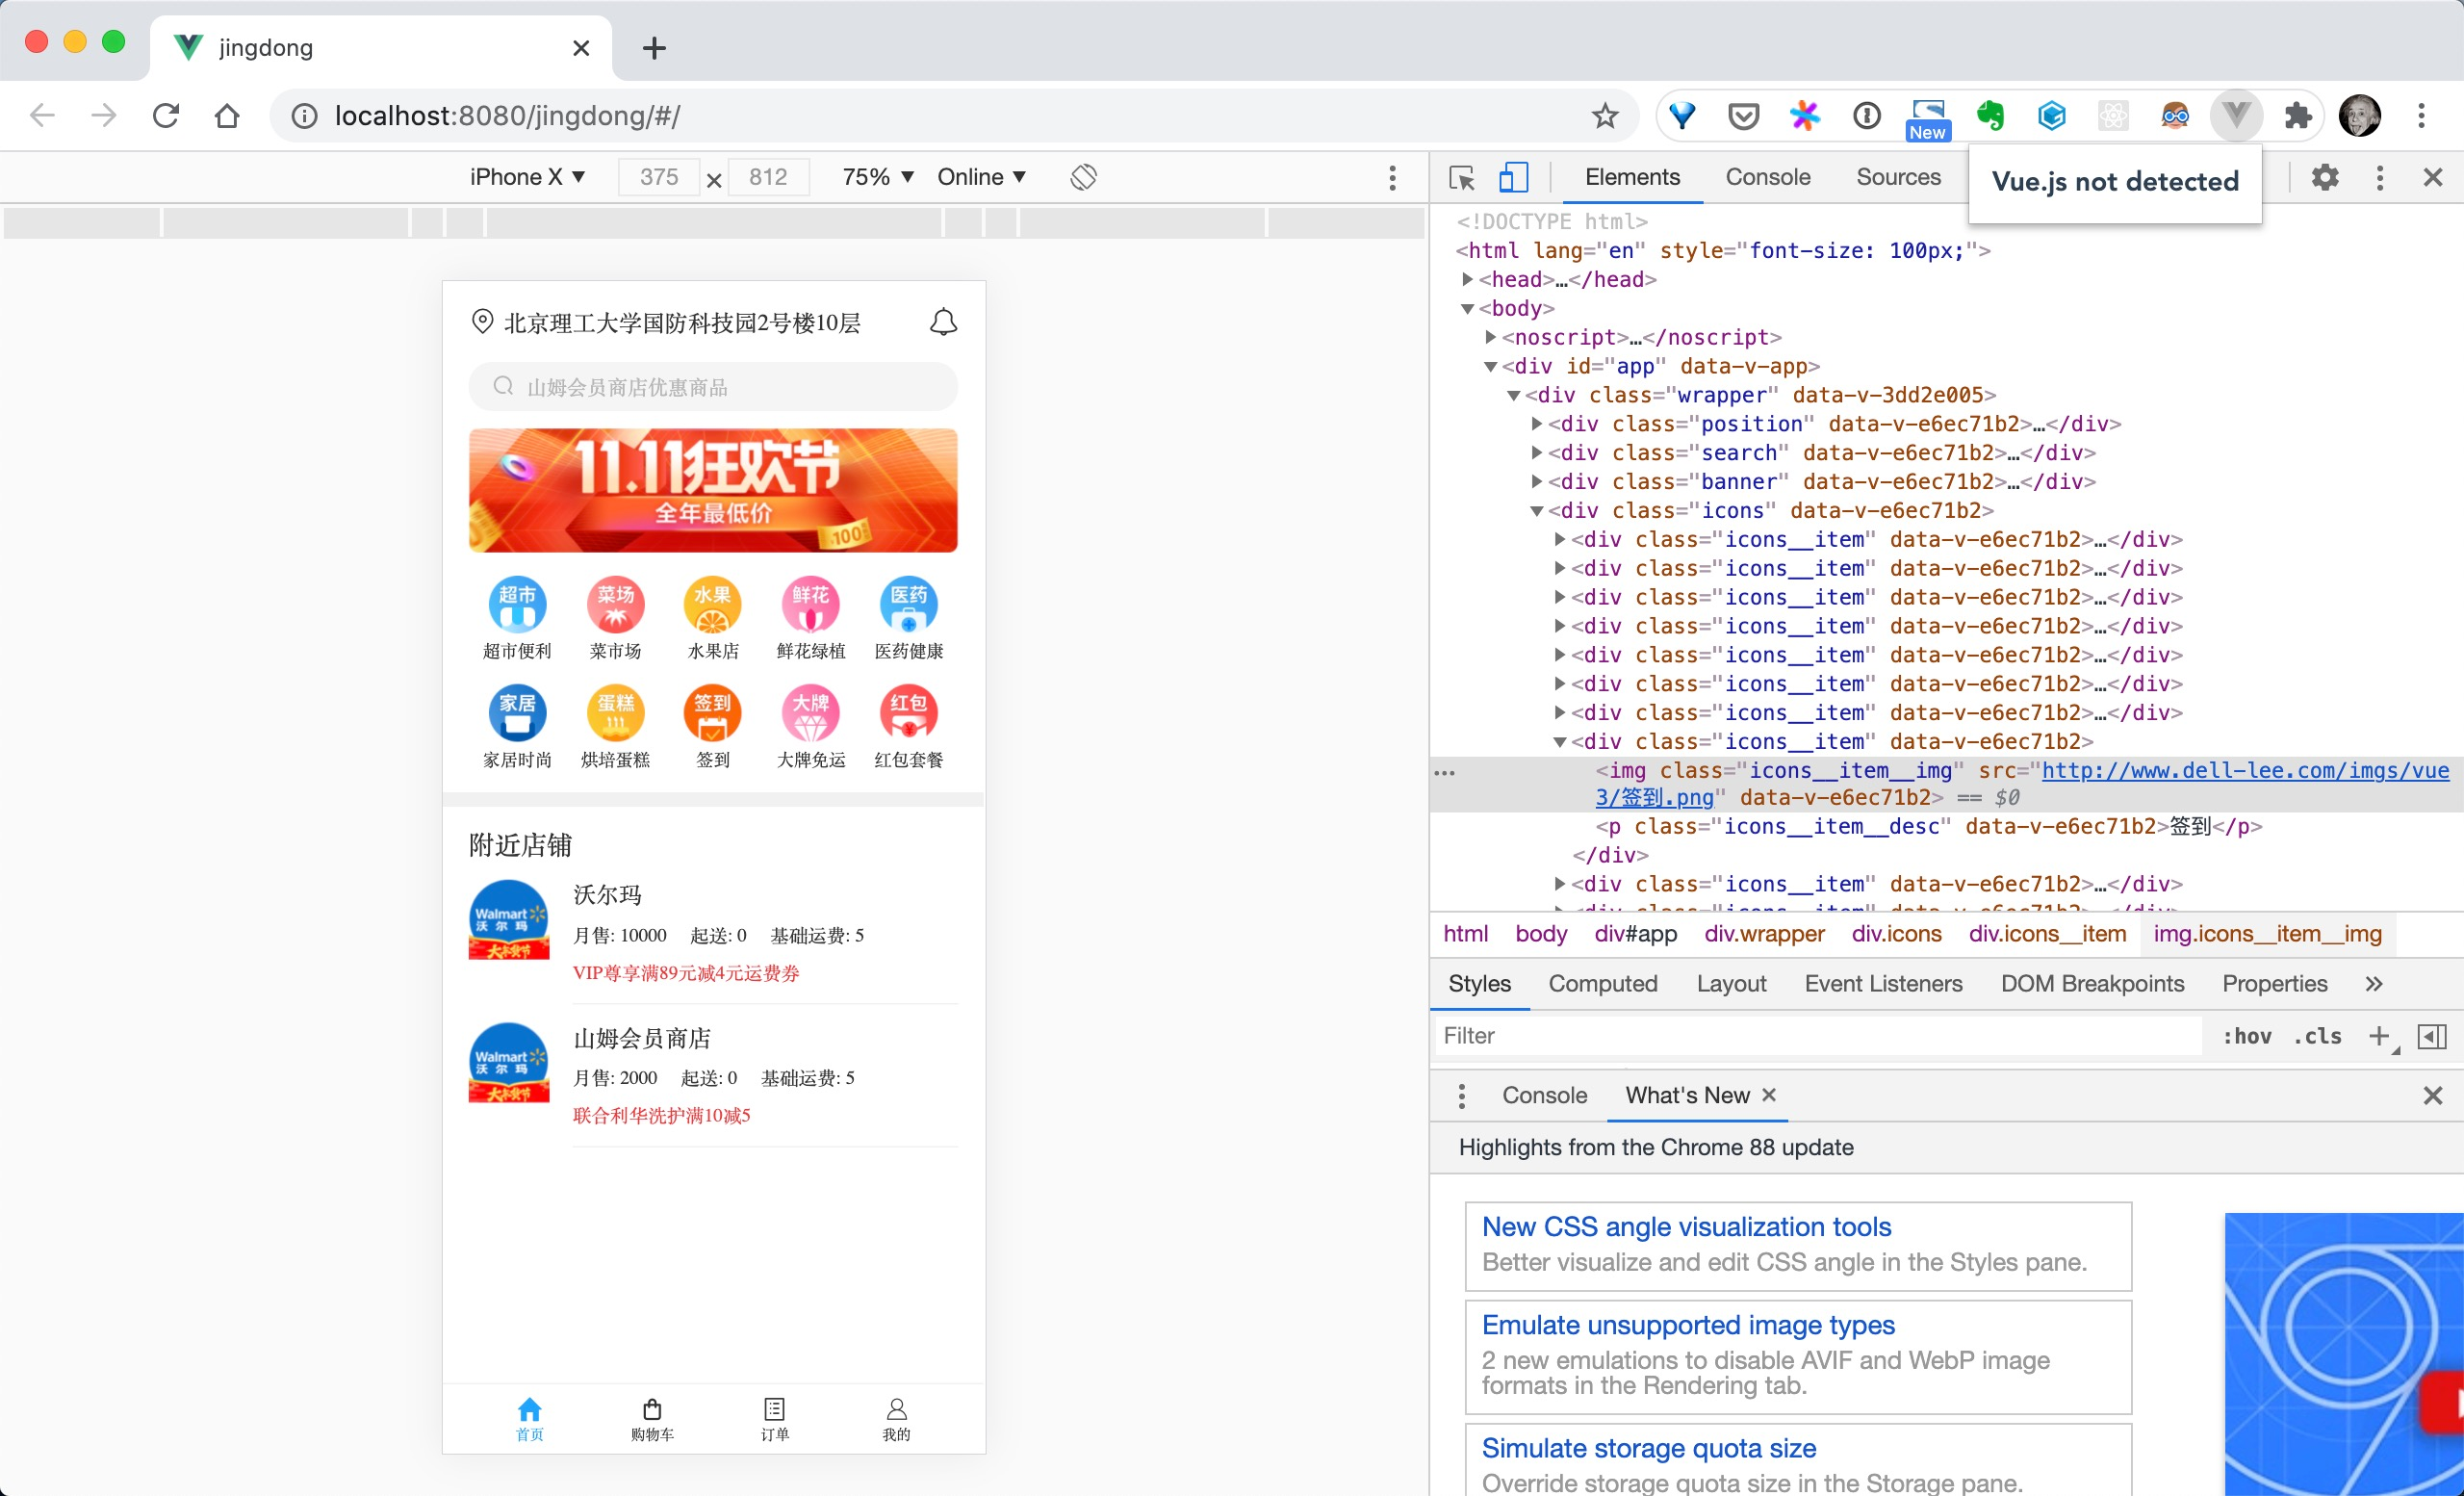 jingdong
localhost:8080/jingdong/#/
New
iPhone X ▼ 375 × 812 75% ▼ Online ▼
Elements Console Sources
Vue.js not detected
北京理工大学国防科技园2号楼10层
山姆会员商店优惠商品
11.11狂欢节
全年最低价
100
超市 菜场 水果 鲜花 医药
超市便利 菜市场 水果店 鲜花绿植 医药健康
家居 蛋糕 签到 大牌 红包
家居时尚 烘培蛋糕 签到 大牌免运 红包套餐
附近店铺
Walmart
沃尔玛
沃尔玛
月售: 10000 起送: 0 基础运费: 5
VIP尊享满89元减4元运费券
Walmart
沃尔玛
山姆会员商店
月售: 2000 起送: 0 基础运费: 5
联合利华洗护满10减5
首页 购物车 订单 我的
<!DOCTYPE html>
<html lang="en" style="font-size: 100px;">
<head>…</head>
<body>
<noscript>…</noscript>
<div id="app" data-v-app>
<div class="wrapper" data-v-3dd2e005>
<div class="position" data-v-e6ec71b2>…</div>
<div class="search" data-v-e6ec71b2>…</div>
<div class="banner" data-v-e6ec71b2>…</div>
<div class="icons" data-v-e6ec71b2>
<div class="icons__item" data-v-e6ec71b2>…</div>
<div class="icons__item" data-v-e6ec71b2>…</div>
<div class="icons__item" data-v-e6ec71b2>…</div>
<div class="icons__item" data-v-e6ec71b2>…</div>
<div class="icons__item" data-v-e6ec71b2>…</div>
<div class="icons__item" data-v-e6ec71b2>…</div>
<div class="icons__item" data-v-e6ec71b2>…</div>
<div class="icons__item" data-v-e6ec71b2>
<img class="icons__item__img" src="http://www.dell-lee.com/imgs/vue
3/签到.png" data-v-e6ec71b2> == $0
<p class="icons__item__desc" data-v-e6ec71b2>签到</p>
</div>
<div class="icons__item" data-v-e6ec71b2>…</div>
html body div#app div.wrapper div.icons div.icons__item img.icons__item__img
Styles Computed Layout Event Listeners DOM Breakpoints Properties »
Filter :hov .cls +
Console What's New ×
Highlights from the Chrome 88 update
New CSS angle visualization tools
Better visualize and edit CSS angle in the Styles pane.
Emulate unsupported image types
2 new emulations to disable AVIF and WebP image
formats in the Rendering tab.
Simulate storage quota size
Override storage quota size in the Storage pane.